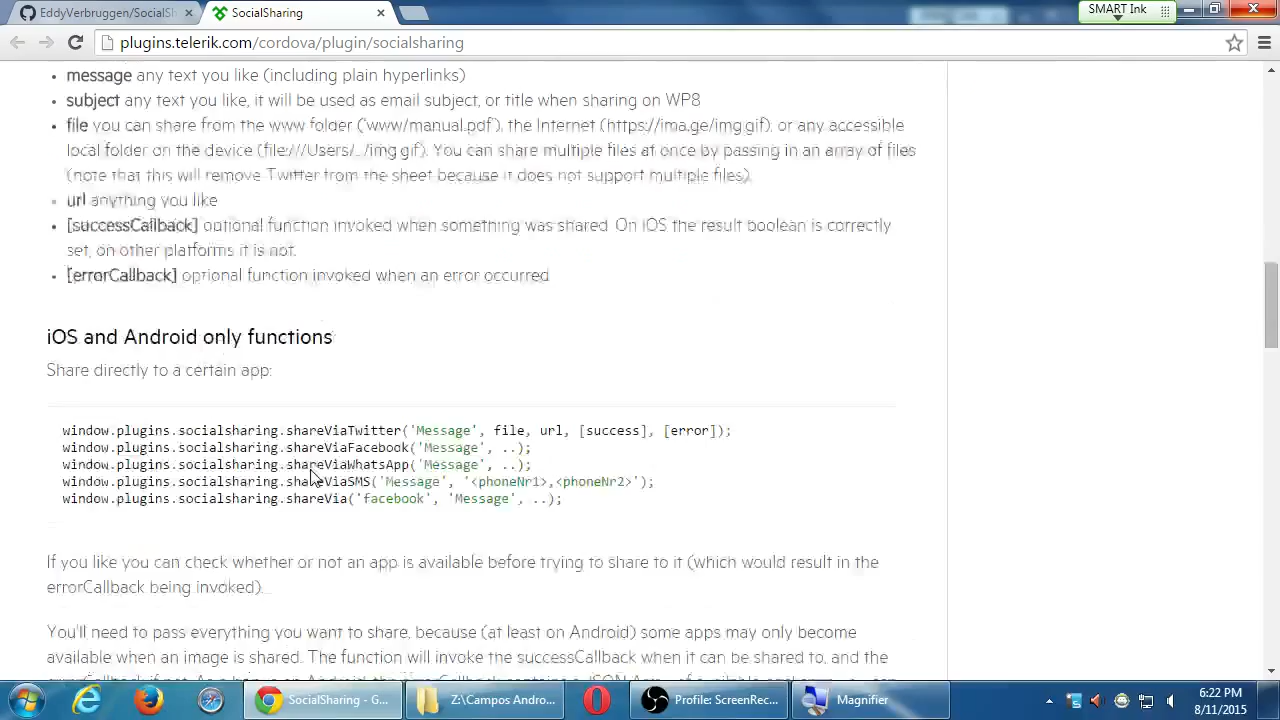 EddyVerbruggen/SocialSh
SocialSharing
SMART Ink
plugins.telerik.com/cordova/plugin/socialsharing
message any text you like (including plain hyperlinks)
subject any text you like, it will be used as email subject, or title when sharing on WP8
file you can share from the www folder ('www/manual.pdf'), the Internet (https://ima.ge/img.gif), or any accessible
local folder on the device (file:///Users/../img.gif). You can share multiple files at once by passing in an array of files
(note that this will remove Twitter from the sheet because it does not support multiple files).
url anything you like
[successCallback] optional function invoked when something was shared. On iOS the result boolean is correctly
set, on other platforms it is not.
[errorCallback] optional function invoked when an error occurred
iOS and Android only functions
Share directly to a certain app:
window.plugins.socialsharing.shareViaTwitter('Message', file, url, [success], [error]);
window.plugins.socialsharing.shareViaFacebook('Message', ..);
window.plugins.socialsharing.shareViaWhatsApp('Message', ..);
window.plugins.socialsharing.shareViaSMS('Message', '<phoneNr1>,<phoneNr2>');
window.plugins.socialsharing.shareVia('facebook', 'Message', ..);
If you like you can check whether or not an app is available before trying to share to it (which would result in the
errorCallback being invoked).
You'll need to pass everything you want to share, because (at least on Android) some apps may only become
available when an image is shared. The function will invoke the successCallback when it can be shared to, and the
SocialSharing - G...
Z:\Campos Andro...
Profile: ScreenRec...
Magnifier
6:22 PM
8/11/2015